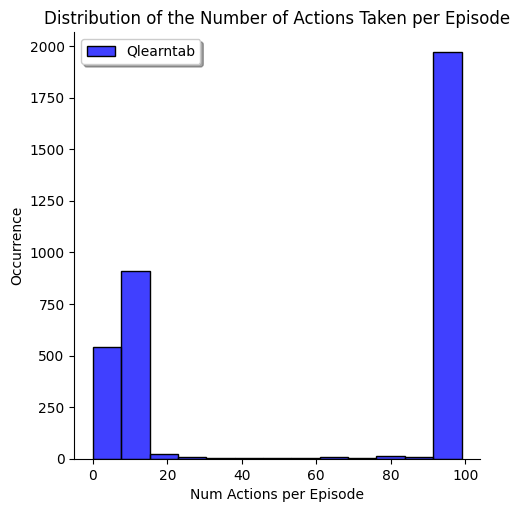 Distribution of the Number of Actions Taken per Episode
Qlearntab
2000
1750
1500
1250
1000
750
500
250
0
Occurrence
0 20 40 60 80 100
Num Actions per Episode